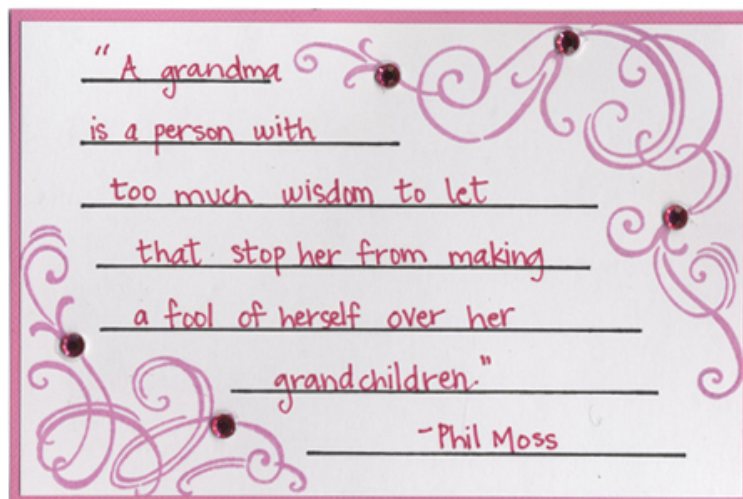 "A grandma
is a person with
too much wisdom to let
that stop her from making
a fool of herself over her
grandchildren."
-Phil Moss